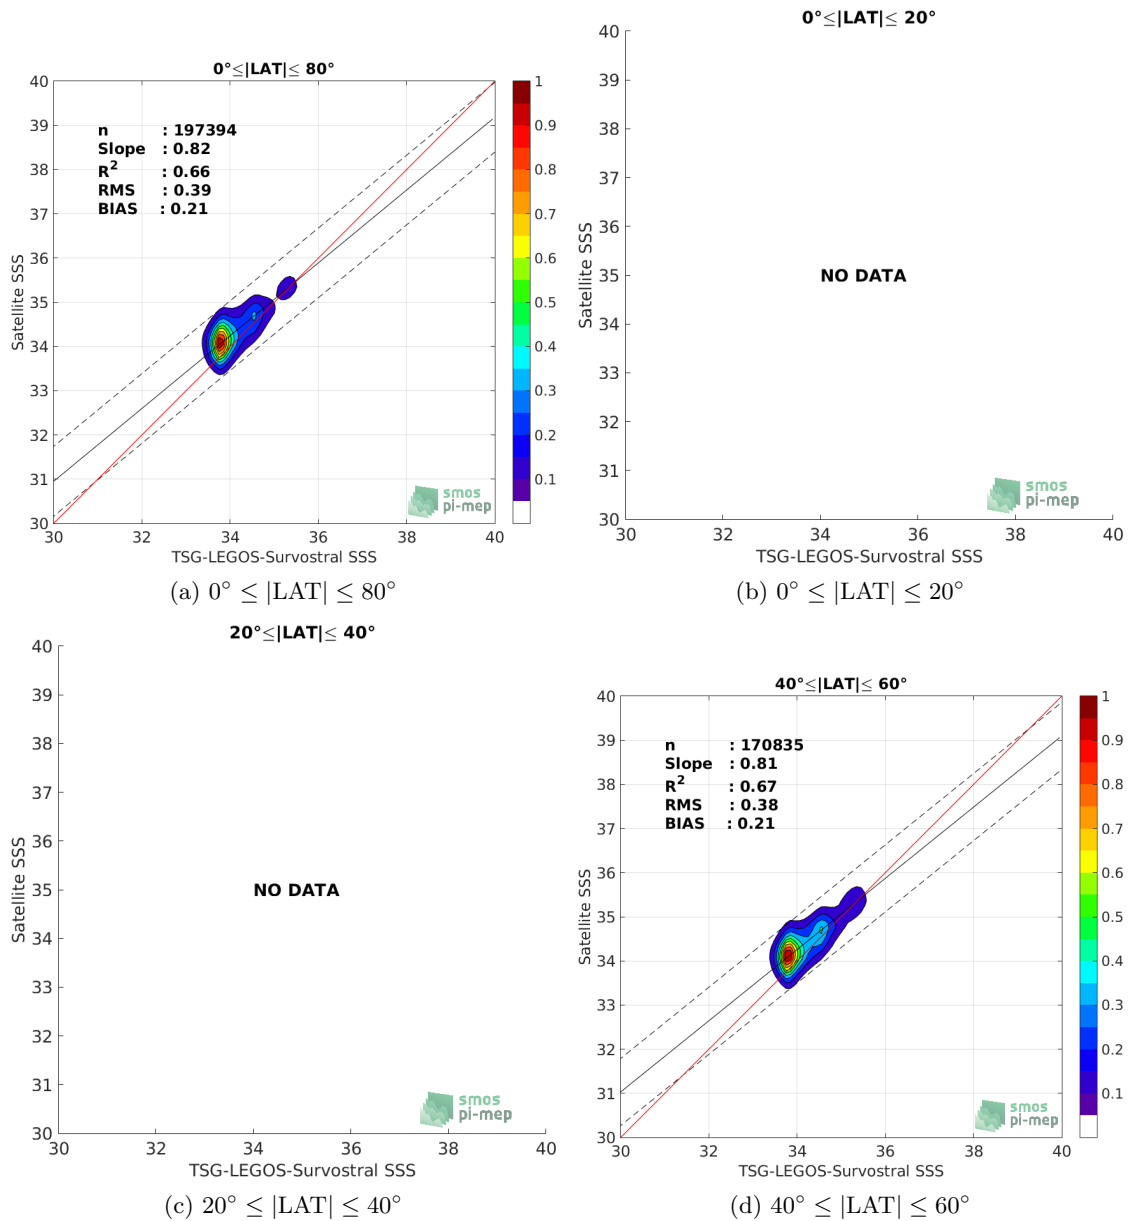 0°≤|LAT|≤ 80°
40
39
38
37
36
35
34
33
32
31
30
Satellite SSS
n : 197394
Slope : 0.82
R2 : 0.66
RMS : 0.39
BIAS : 0.21
smos
pi-mep
30 32 34 36 38 40
TSG-LEGOS-Survostral SSS
1
0.9
0.8
0.7
0.6
0.5
0.4
0.3
0.2
0.1
(a) 0° ≤ |LAT| ≤ 80°
0°≤|LAT|≤ 20°
40
39
38
37
36
35
34
33
32
31
30
Satellite SSS
NO DATA
smos
pi-mep
30 32 34 36 38 40
TSG-LEGOS-Survostral SSS
(b) 0° ≤ |LAT| ≤ 20°
20°≤|LAT|≤ 40°
40
39
38
37
36
35
34
33
32
31
30
Satellite SSS
NO DATA
smos
pi-mep
30 32 34 36 38 40
TSG-LEGOS-Survostral SSS
(c) 20° ≤ |LAT| ≤ 40°
40°≤|LAT|≤ 60°
40
39
38
37
36
35
34
33
32
31
30
Satellite SSS
n : 170835
Slope : 0.81
R2 : 0.67
RMS : 0.38
BIAS : 0.21
smos
pi-mep
30 32 34 36 38 40
TSG-LEGOS-Survostral SSS
1
0.9
0.8
0.7
0.6
0.5
0.4
0.3
0.2
0.1
(d) 40° ≤ |LAT| ≤ 60°